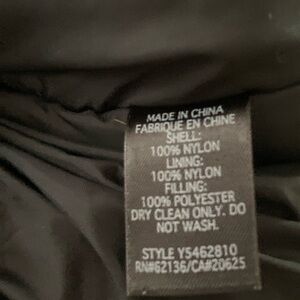 MADE IN CHINA
FABRIQUE EN CHINE
SHELL:
100% NYLON
LINING:
100% NYLON
FILLING:
100% POLYESTER
DRY CLEAN ONLY. DO
NOT WASH.
STYLE Y5462810
RN#62136/CA#20625